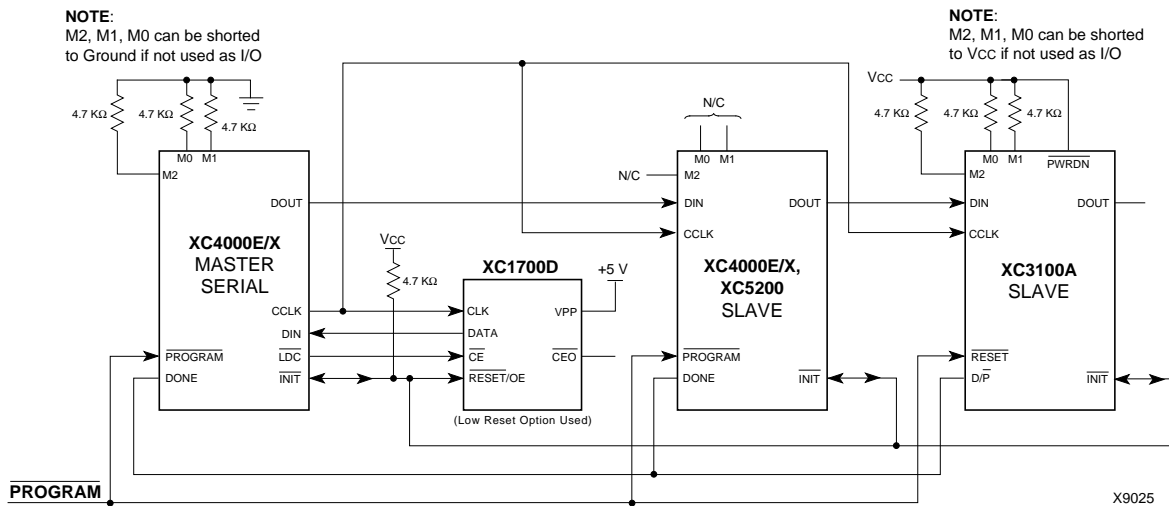 NOTE:
M2, M1, M0 can be shorted
to Ground if not used as I/O
NOTE:
M2, M1, M0 can be shorted
to VCC if not used as I/O
4.7 KΩ
4.7 KΩ
4.7 KΩ
M0 M1
M2
DOUT
XC4000E/X
MASTER
SERIAL
CCLK
DIN
PROGRAM
LDC
DONE
INIT
VCC
4.7 KΩ
XC1700D
+5 V
CLK
VPP
DATA
CE
CEO
RESET/OE
(Low Reset Option Used)
N/C
M0 M1
N/C
M2
DIN
DOUT
CCLK
XC4000E/X,
XC5200
SLAVE
PROGRAM
DONE
INIT
VCC
4.7 KΩ
4.7 KΩ
4.7 KΩ
M0 M1
PWRDN
M2
DIN
DOUT
CCLK
XC3100A
SLAVE
RESET
D/P
INIT
PROGRAM
X9025